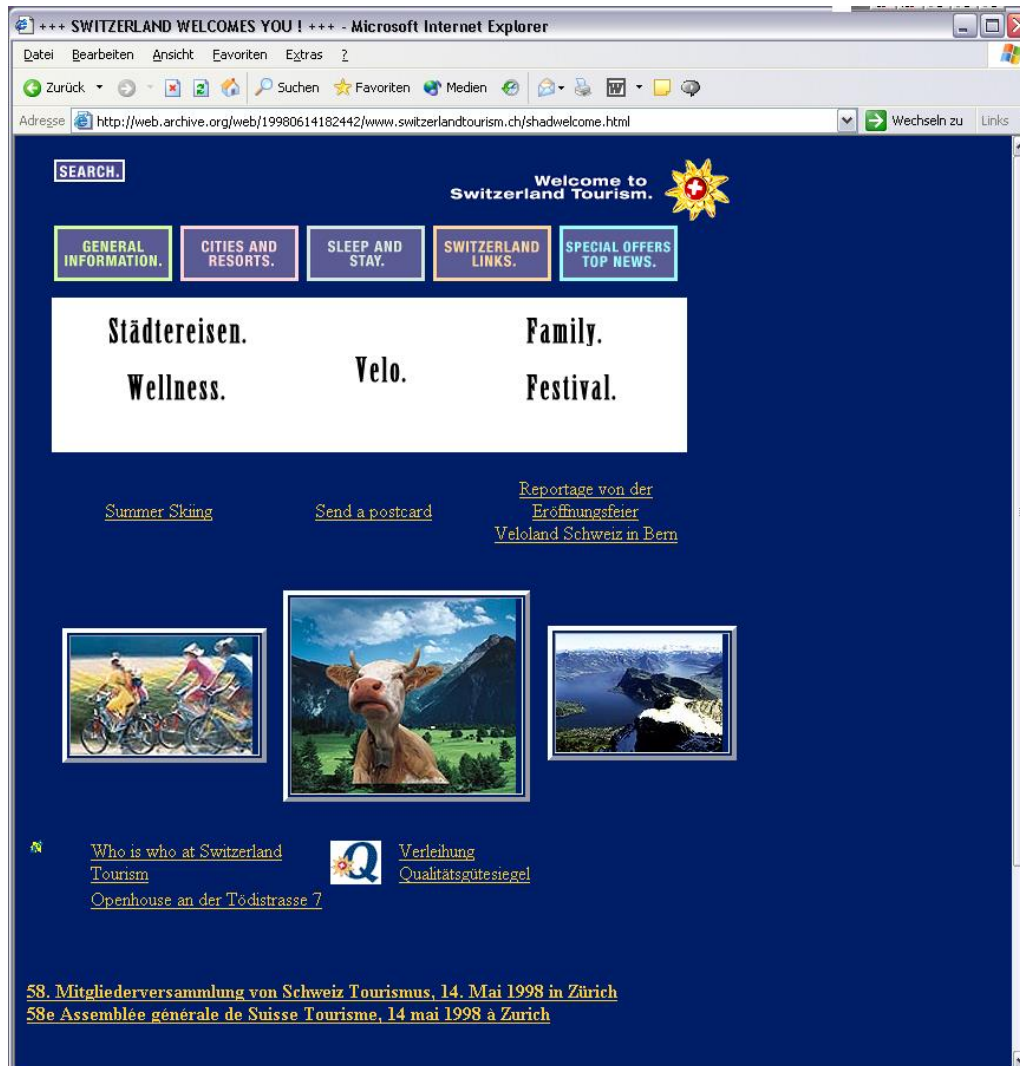 +++ SWITZERLAND WELCOMES YOU ! +++ - Microsoft Internet Explorer
Datei Bearbeiten Ansicht Favoriten Extras ?
Zurück Suchen Favoriten Medien
Adresse http://web.archive.org/web/19980614182442/www.switzerlandtourism.ch/shadwelcome.html Wechseln zu Links
SEARCH.
Welcome to
Switzerland Tourism.
GENERAL
INFORMATION.
CITIES AND
RESORTS.
SLEEP AND
STAY.
SWITZERLAND
LINKS.
SPECIAL OFFERS
TOP NEWS.
Städtereisen.
Family.
Velo.
Wellness.
Festival.
Summer Skiing
Send a postcard
Reportage von der
Eröffnungsfeier
Veloland Schweiz in Bern
Who is who at Switzerland
Tourism
Openhouse an der Tödistrasse 7
Q
Verleihung
Qualitätsgütesiegel
58. Mitgliederversammlung von Schweiz Tourismus, 14. Mai 1998 in Zürich
58e Assemblée générale de Suisse Tourisme, 14 mai 1998 à Zurich